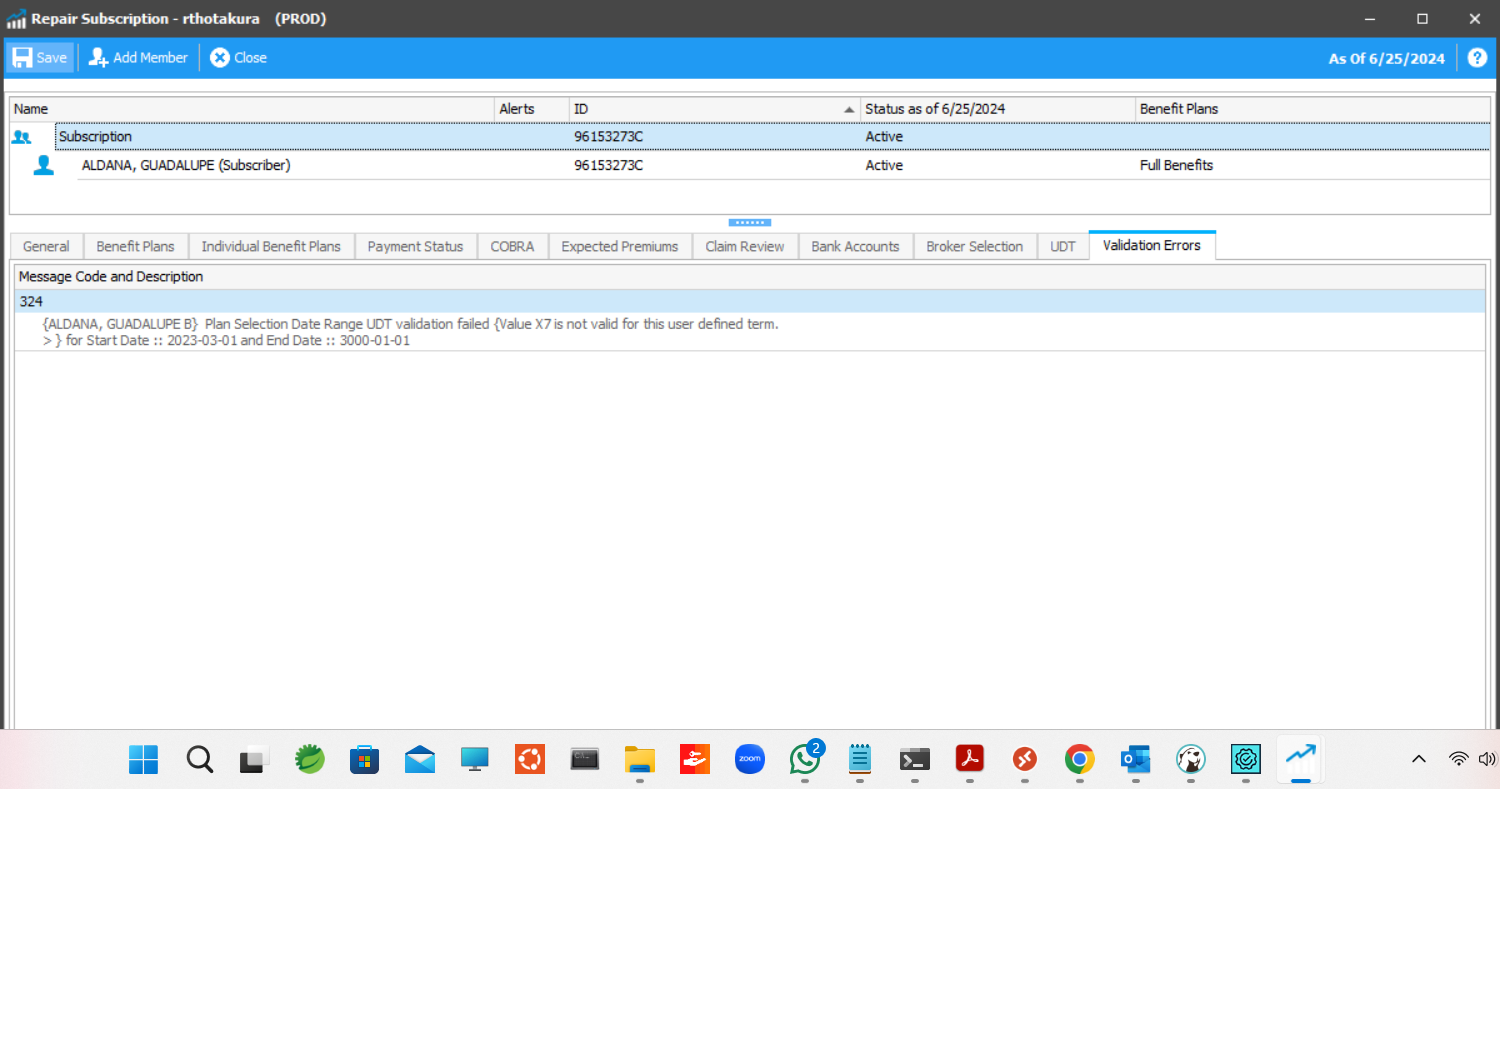 Repair Subscription - rthotakura (PROD)
Save Add Member Close As Of 6/25/2024 ?
Name Alerts ID Status as of 6/25/2024 Benefit Plans
Subscription 96153273C Active
ALDANA, GUADALUPE (Subscriber) 96153273C Active Full Benefits
General Benefit Plans Individual Benefit Plans Payment Status COBRA Expected Premiums Claim Review Bank Accounts Broker Selection UDT Validation Errors
Message Code and Description
324
{ALDANA, GUADALUPE B} Plan Selection Date Range UDT validation failed {Value X7 is not valid for this user defined term.
> } for Start Date :: 2023-03-01 and End Date :: 3000-01-01
zoom 2